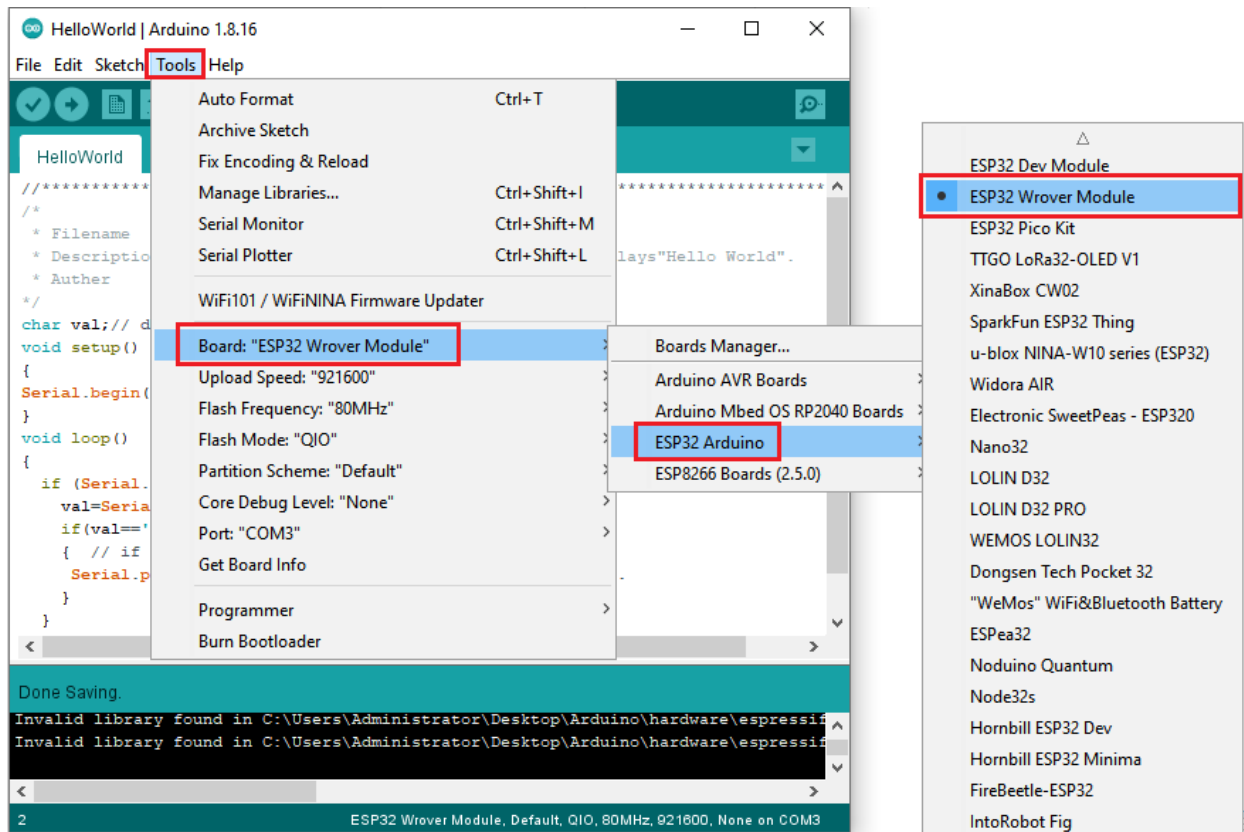 HelloWorld | Arduino 1.8.16
File Edit Sketch Tools Help
HelloWorld
//***********
*********************
/*
* Filename
* Descriptio
lays"Hello World".
* Auther
*/
char val;// d
void setup()
{
Serial.begin(
}
void loop()
{
if (Serial.
val=Seria
if(val=='
{ // if
Serial.p
.
}
}
Auto Format Ctrl+T
Archive Sketch
Fix Encoding & Reload
Manage Libraries... Ctrl+Shift+I
Serial Monitor Ctrl+Shift+M
Serial Plotter Ctrl+Shift+L
WiFi101 / WiFiNINA Firmware Updater
Board: "ESP32 Wrover Module"
Upload Speed: "921600"
Flash Frequency: "80MHz"
Flash Mode: "QIO"
Partition Scheme: "Default"
Core Debug Level: "None"
Port: "COM3"
Get Board Info
Programmer
Burn Bootloader
Boards Manager...
Arduino AVR Boards
Arduino Mbed OS RP2040 Boards
ESP32 Arduino
ESP8266 Boards (2.5.0)
ESP32 Dev Module
ESP32 Wrover Module
ESP32 Pico Kit
TTGO LoRa32-OLED V1
XinaBox CW02
SparkFun ESP32 Thing
u-blox NINA-W10 series (ESP32)
Widora AIR
Electronic SweetPeas - ESP320
Nano32
LOLIN D32
LOLIN D32 PRO
WEMOS LOLIN32
Dongsen Tech Pocket 32
"WeMos" WiFi&Bluetooth Battery
ESPea32
Noduino Quantum
Node32s
Hornbill ESP32 Dev
Hornbill ESP32 Minima
FireBeetle-ESP32
IntoRobot Fig
Done Saving.
Invalid library found in C:\Users\Administrator\Desktop\Arduino\hardware\espressif
Invalid library found in C:\Users\Administrator\Desktop\Arduino\hardware\espressif
2 ESP32 Wrover Module, Default, QIO, 80MHz, 921600, None on COM3